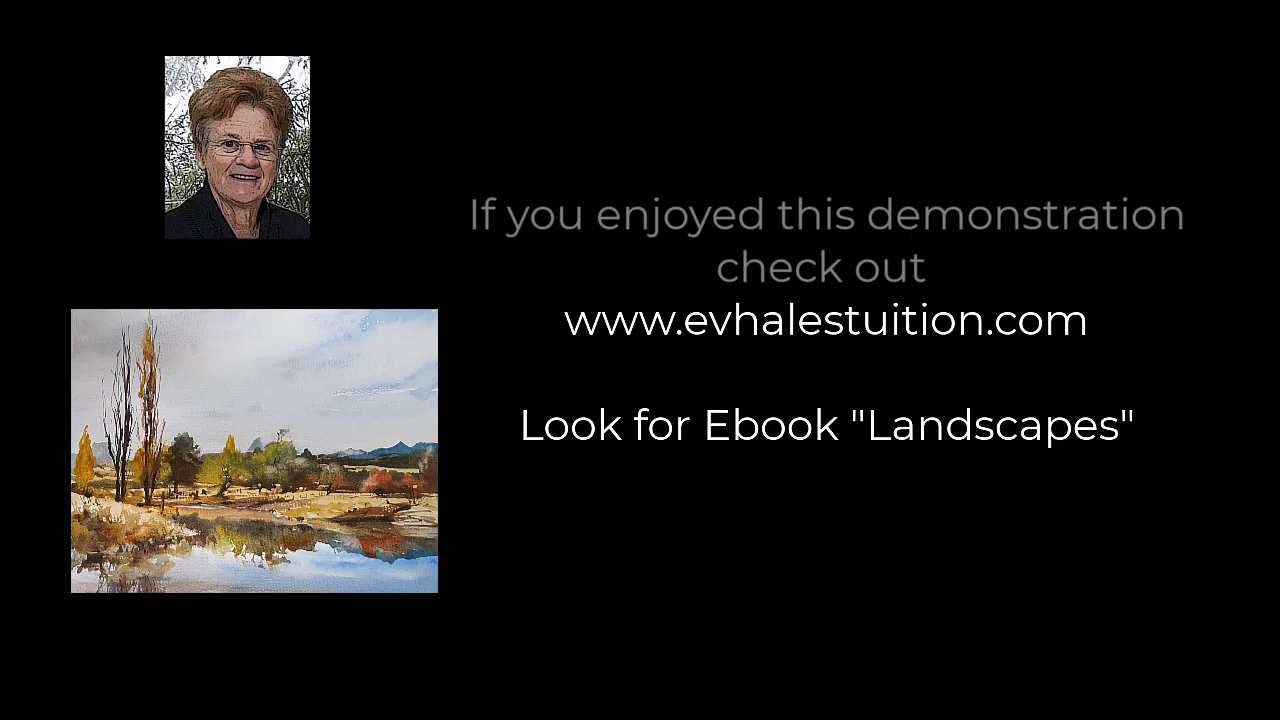 If you enjoyed this demonstration
check out
www.evhalestuition.com
Look for Ebook "Landscapes"